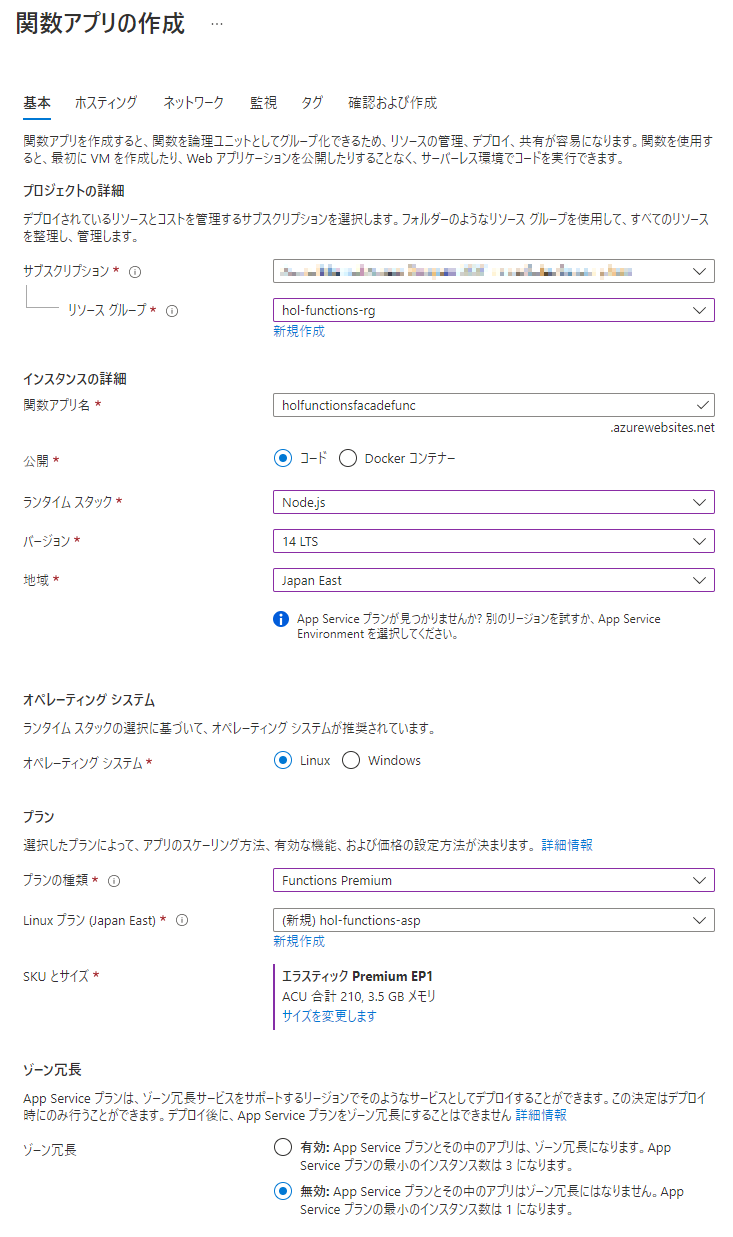 関数アプリの作成 …
基本 ホスティング ネットワーク 監視 タグ 確認および作成
関数アプリを作成すると、関数を論理ユニットとしてグループ化できるため、リソースの管理、デプロイ、共有が容易になります。関数を使用す
ると、最初に VM を作成したり、Web アプリケーションを公開したりすることなく、サーバーレス環境でコードを実行できます。
プロジェクトの詳細
デプロイされているリソースとコストを管理するサブスクリプションを選択します。フォルダーのようなリソース グループを使用して、すべてのリソース
を整理し、管理します。
サブスクリプション *
リソース グループ * hol-functions-rg
新規作成
インスタンスの詳細
関数アプリ名 * holfunctionsfacadefunc
.azurewebsites.net
公開 * コード Docker コンテナー
ランタイム スタック * Node.js
バージョン * 14 LTS
地域 * Japan East
App Service プランが見つかりませんか? 別のリージョンを試すか、App Service
Environment を選択してください。
オペレーティング システム
ランタイム スタックの選択に基づいて、オペレーティング システムが推奨されています。
オペレーティング システム * Linux Windows
プラン
選択したプランによって、アプリのスケーリング方法、有効な機能、および価格の設定方法が決まります。 詳細情報
プランの種類 * Functions Premium
Linux プラン (Japan East) * (新規) hol-functions-asp
新規作成
SKU とサイズ * エラスティック Premium EP1
ACU 合計 210, 3.5 GB メモリ
サイズを変更します
ゾーン冗長
App Service プランは、ゾーン冗長サービスをサポートするリージョンでそのようなサービスとしてデプロイすることができます。この決定はデプロイ
時にのみ行うことができます。デプロイ後に、App Service プランをゾーン冗長にすることはできません 詳細情報
ゾーン冗長 有効: App Service プランとその中のアプリは、ゾーン冗長になります。App
Service プランの最小のインスタンス数は 3 になります。
無効: App Service プランとその中のアプリはゾーン冗長にはなりません。App
Service プランの最小のインスタンス数は 1 になります。